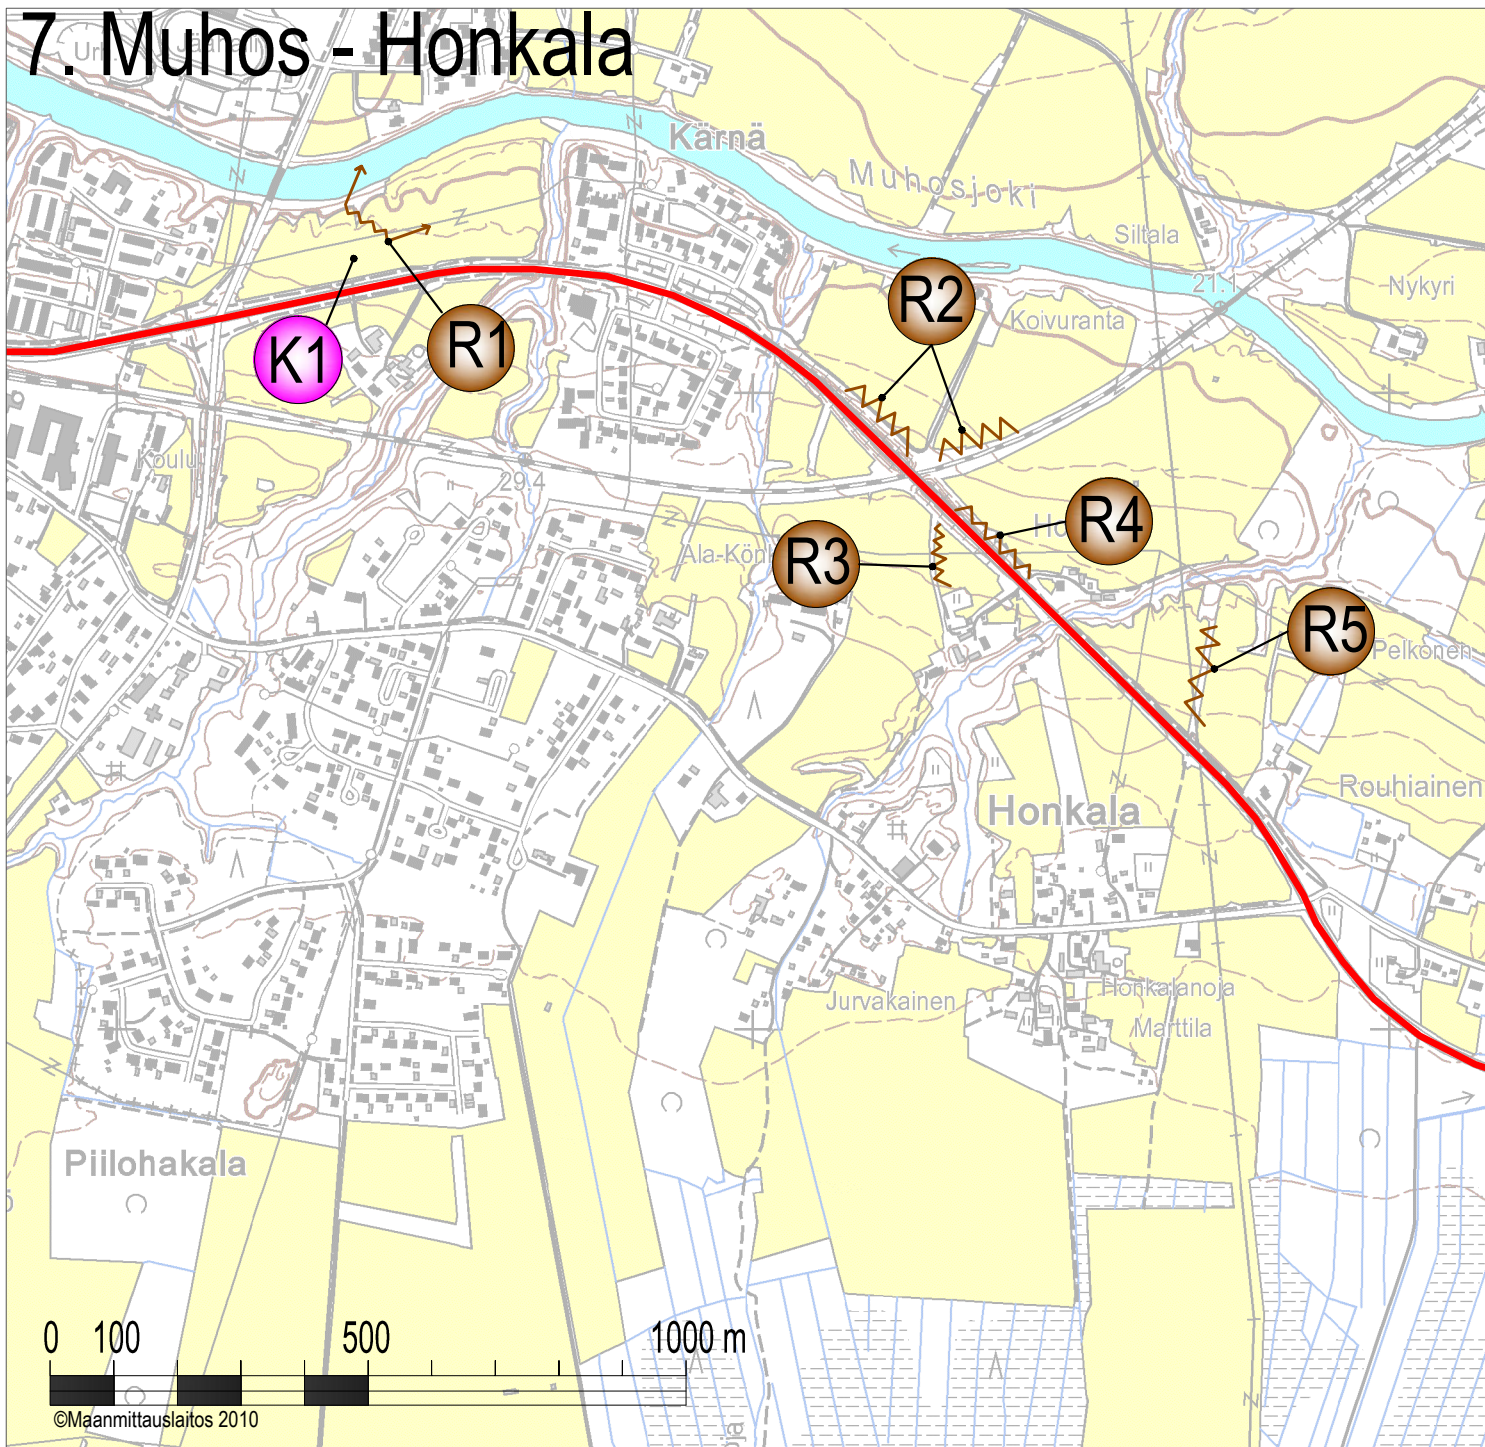 7. Muhos - Honkala
Kärnä
Muhosjoki
Siltala
21.1
Nykyri
R2
Koivuranta
K1
R1
Koulu
29.4
R4
Ala-Kön
R3
R5
Pelkonen
Rouhiainen
Honkala
Jurvakainen
Honkalanoja
Marttila
Piilohakala
0 100 500 1000 m
©Maanmittauslaitos 2010